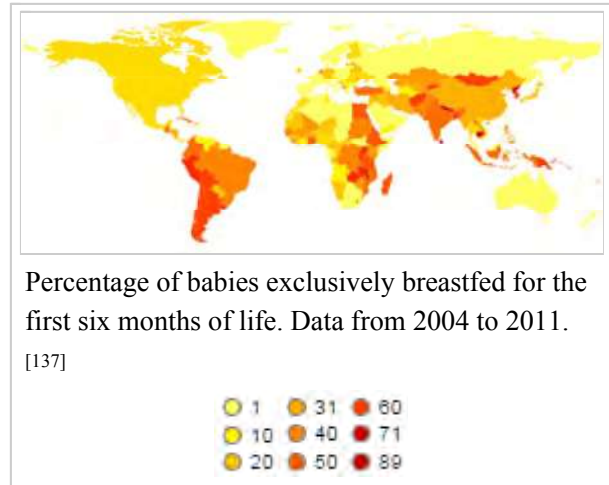 Percentage of babies exclusively breastfed for the
first six months of life. Data from 2004 to 2011.
[137]
1 31 60
10 40 71
20 50 89